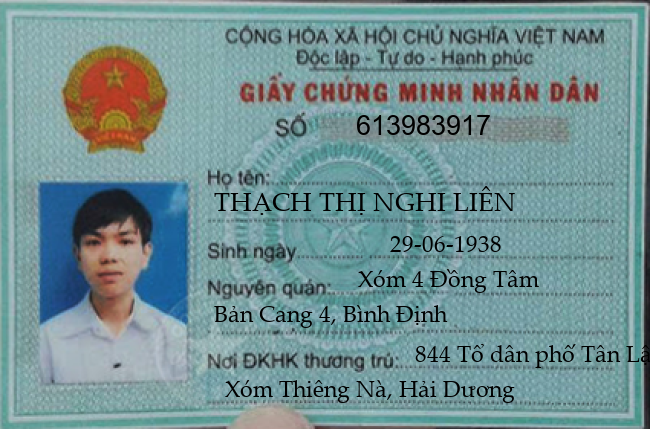 CỘNG HÒA XÃ HỘI CHỦ NGHĨA VIỆT NAM
Độc lập - Tự do - Hạnh phúc
GIẤY CHỨNG MINH NHÂN DÂN
SỐ 613983917
Họ tên:
THẠCH THỊ NGHI LIÊN
Sinh ngày 29-06-1938
Nguyên quán: Xóm 4 Đồng Tâm
Bản Cáng 4, Bình Định
Nơi ĐKHK thường trú: 844 Tổ dân phố Tân
Xóm Thiêng Nà, Hải Dương